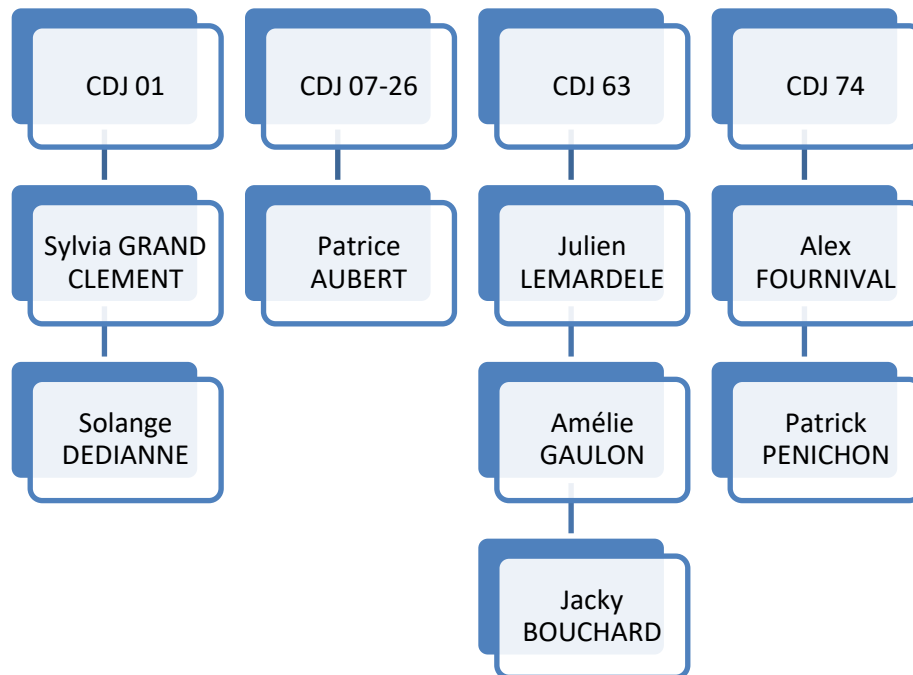 CDJ 01
Sylvia GRAND
CLEMENT
Solange
DEDIANNE
CDJ 07-26
Patrice
AUBERT
CDJ 63
Julien
LEMARDELE
Amélie
GAULON
Jacky
BOUCHARD
CDJ 74
Alex
FOURNIVAL
Patrick
PENICHON